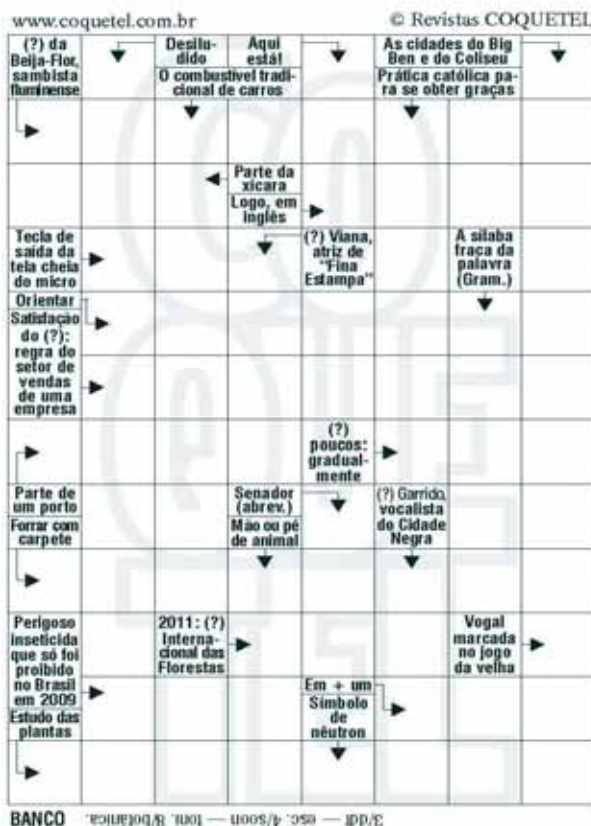 www.coquetel.com.br
© Revistas COQUETEL
(?) da
Beija-Flor,
sambista
fluminense
Desilu-
dido
Aqui
está!
O combustível tradi-
cional de carros
As cidades do Big
Ben e do Coliseu
Prática católica pa-
ra se obter graças
Parte da
xícara
Logo, em
inglês
Tecla de
saída da
tela cheia
do micro
(?) Viana,
atriz de
"Fina
Estampa"
A sílaba
fraca da
palavra
(Gram.)
Orientar
Satisfação
do (?):
regra do
setor de
vendas
de uma
empresa
(?)
poucos:
gradual-
mente
Parte de
um porto
Forrar com
carpete
Senador
(abrev.)
Mão ou pé
de animal
(?) Garrido,
vocalista
do Cidade
Negra
Perigoso
inseticida
que só foi
proibido
no Brasil
em 2009
Estudo das
plantas
2011: (?)
Interna-
cional das
Florestas
Vogal
marcada
no jogo
da velha
Em + um
Símbolo
de
nêutron
BANCO
3/ddt — esc. 4/soon — toni. 8/botânica.